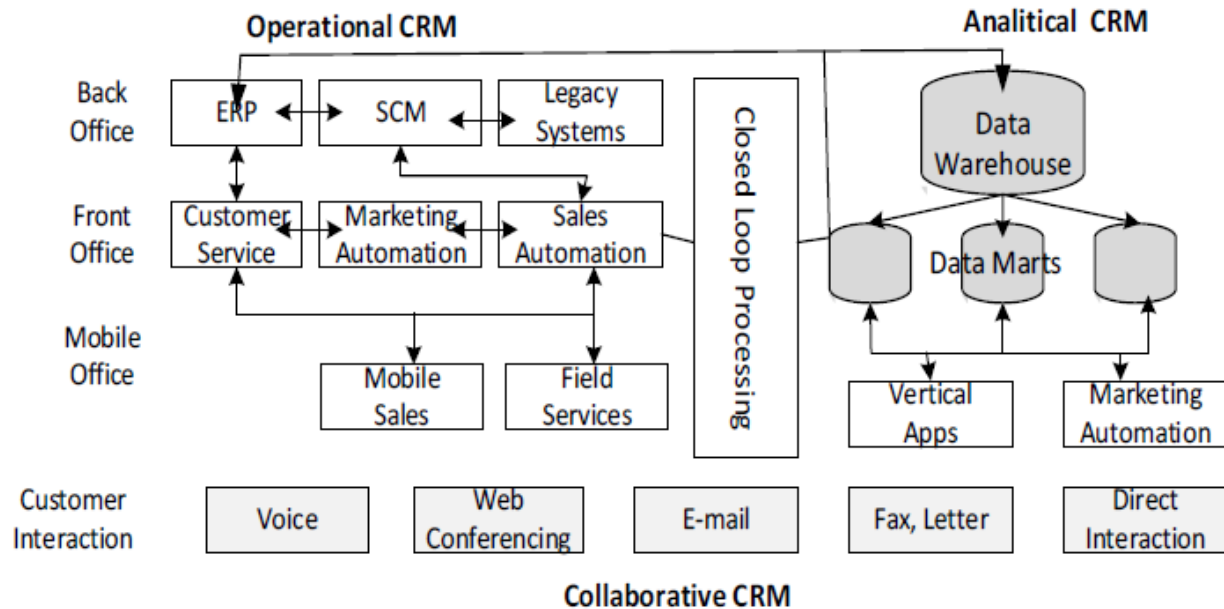 Operational CRM
Analitical CRM
Back
Office
ERP
SCM
Legacy
Systems
Data
Warehouse
Closed Loop Processing
Front
Office
Customer
Service
Marketing
Automation
Sales
Automation
Data Marts
Mobile
Office
Mobile
Sales
Field
Services
Vertical
Apps
Marketing
Automation
Customer
Interaction
Voice
Web
Conferencing
E-mail
Fax, Letter
Direct
Interaction
Collaborative CRM